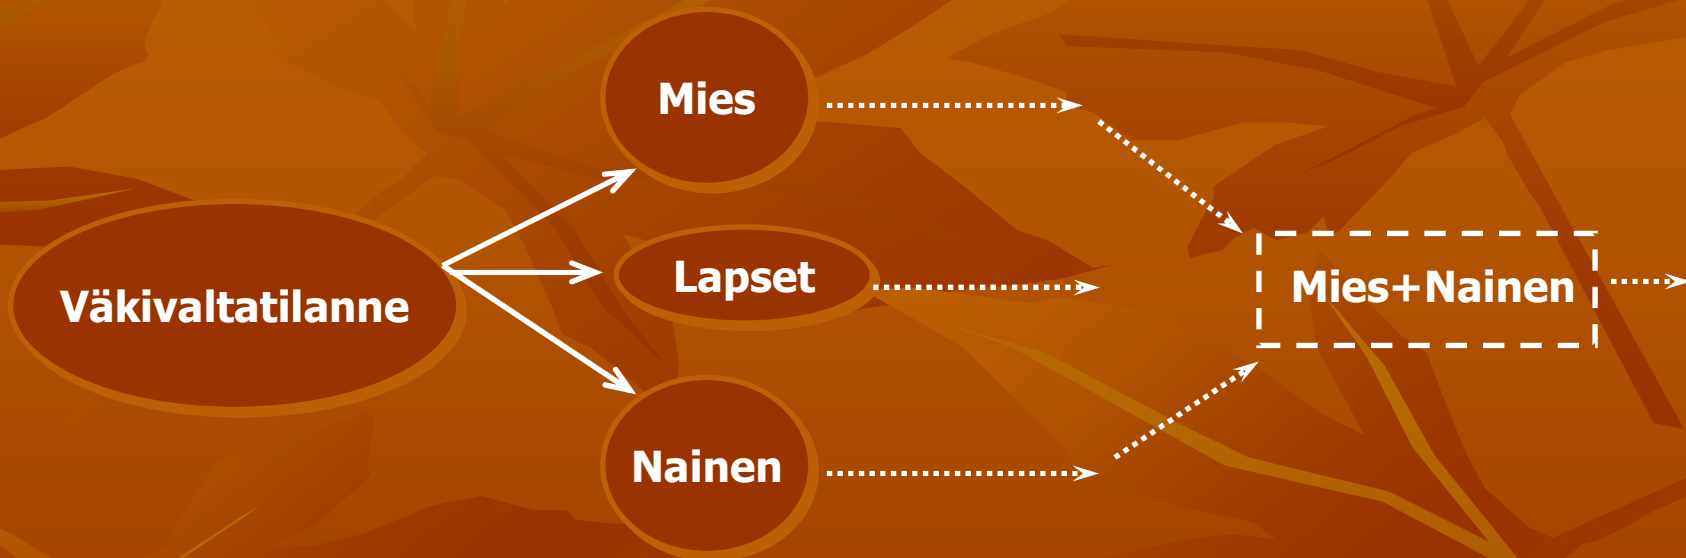 Mies
Väkivaltatilanne
Lapset
Mies+Nainen
Nainen